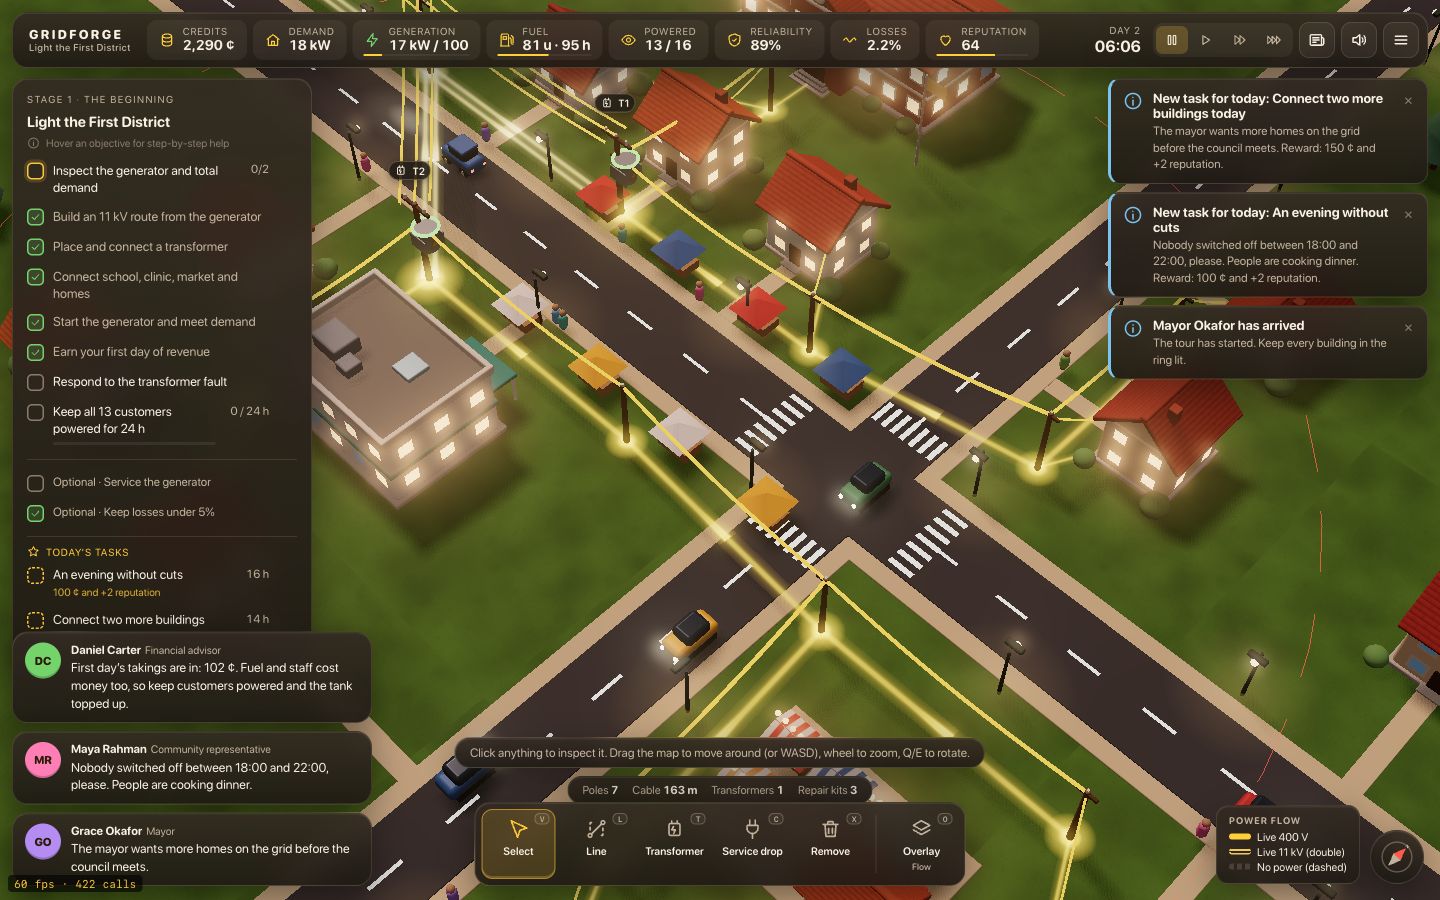 GRIDFORGE
Light the First District
CREDITS
2,290 ¢
DEMAND
18 kW
GENERATION
17 kW / 100
FUEL
81 u · 95 h
POWERED
13 / 16
RELIABILITY
89%
LOSSES
2.2%
REPUTATION
64
DAY 2
06:06
STAGE 1 · THE BEGINNING
Light the First District
Hover an objective for step-by-step help
Inspect the generator and total
demand
0/2
Build an 11 kV route from the generator
Place and connect a transformer
Connect school, clinic, market and
homes
Start the generator and meet demand
Earn your first day of revenue
Respond to the transformer fault
Keep all 13 customers
powered for 24 h
0 / 24 h
Optional · Service the generator
Optional · Keep losses under 5%
TODAY'S TASKS
An evening without cuts
16 h
100 ¢ and +2 reputation
Connect two more buildings
14 h
DC
Daniel Carter Financial advisor
First day's takings are in: 102 ¢. Fuel and staff cost
money too, so keep customers powered and the tank
topped up.
MR
Maya Rahman Community representative
Nobody switched off between 18:00 and 22:00,
please. People are cooking dinner.
GO
Grace Okafor Mayor
The mayor wants more homes on the grid before the
council meets.
60 fps · 422 calls
T1
T2
New task for today: Connect two more
buildings today
The mayor wants more homes on the grid
before the council meets. Reward: 150 ¢ and
+2 reputation.
New task for today: An evening without
cuts
Nobody switched off between 18:00 and
22:00, please. People are cooking dinner.
Reward: 100 ¢ and +2 reputation.
Mayor Okafor has arrived
The tour has started. Keep every building in the
ring lit.
Click anything to inspect it. Drag the map to move around (or WASD), wheel to zoom, Q/E to rotate.
Poles 7 Cable 163 m Transformers 1 Repair kits 3
V
Select
L
Line
T
Transformer
C
Service drop
X
Remove
O
Overlay
Flow
POWER FLOW
Live 400 V
Live 11 kV (double)
No power (dashed)